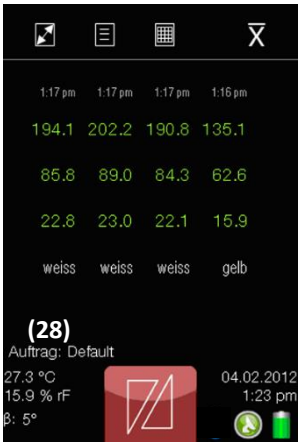 X
1:17 pm 1:17 pm 1:17 pm 1:16 pm
194.1 202.2 190.8 135.1
85.8 89.0 84.3 62.6
22.8 23.0 22.1 15.9
weiss weiss weiss gelb
(28)
Auftrag: Default
27.3 °C 04.02.2012
15.9 % rF 1:23 pm
β: 5°